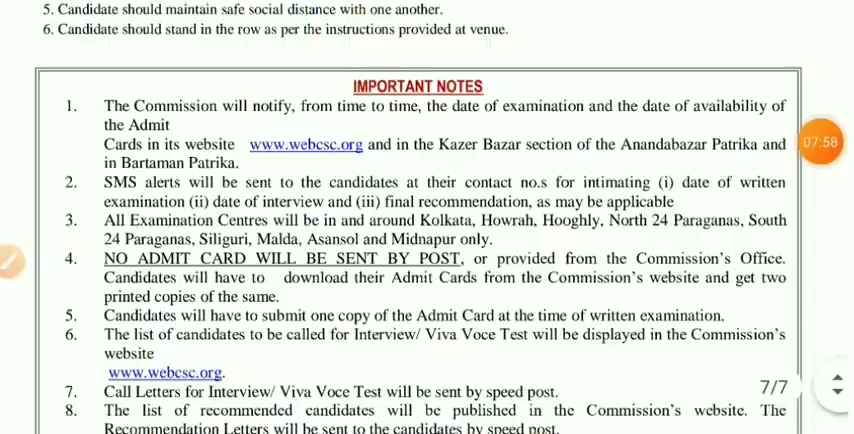 5. Candidate should maintain safe social distance with one another.
6. Candidate should stand in the row as per the instructions provided at venue.
IMPORTANT NOTES
1. The Commission will notify, from time to time, the date of examination and the date of availability of
the Admit
Cards in its website www.webcsc.org and in the Kazer Bazar section of the Anandabazar Patrika and
in Bartaman Patrika.
07:58
2. SMS alerts will be sent to the candidates at their contact no.s for intimating (i) date of written
examination (ii) date of interview and (iii) final recommendation, as may be applicable
3. All Examination Centres will be in and around Kolkata, Howrah, Hooghly, North 24 Paraganas, South
24 Paraganas, Siliguri, Malda, Asansol and Midnapur only.
4. NO ADMIT CARD WILL BE SENT BY POST, or provided from the Commission's Office.
Candidates will have to download their Admit Cards from the Commission's website and get two
printed copies of the same.
5. Candidates will have to submit one copy of the Admit Card at the time of written examination.
6. The list of candidates to be called for Interview/ Viva Voce Test will be displayed in the Commission's
website
www.webcsc.org.
7. Call Letters for Interview/ Viva Voce Test will be sent by speed post.
7/7
8. The list of recommended candidates will be published in the Commission's website. The
Recommendation Letters will be sent to the candidates by speed post.